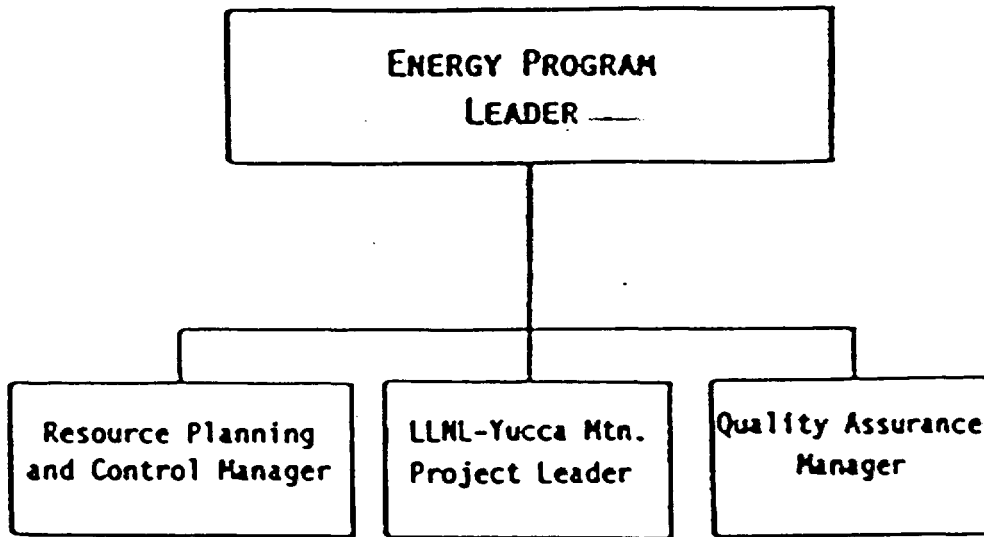 ENERGY PROGRAM
LEADER
Resource Planning
and Control Manager
LLNL-Yucca Mtn.
Project Leader
Quality Assurance
Manager